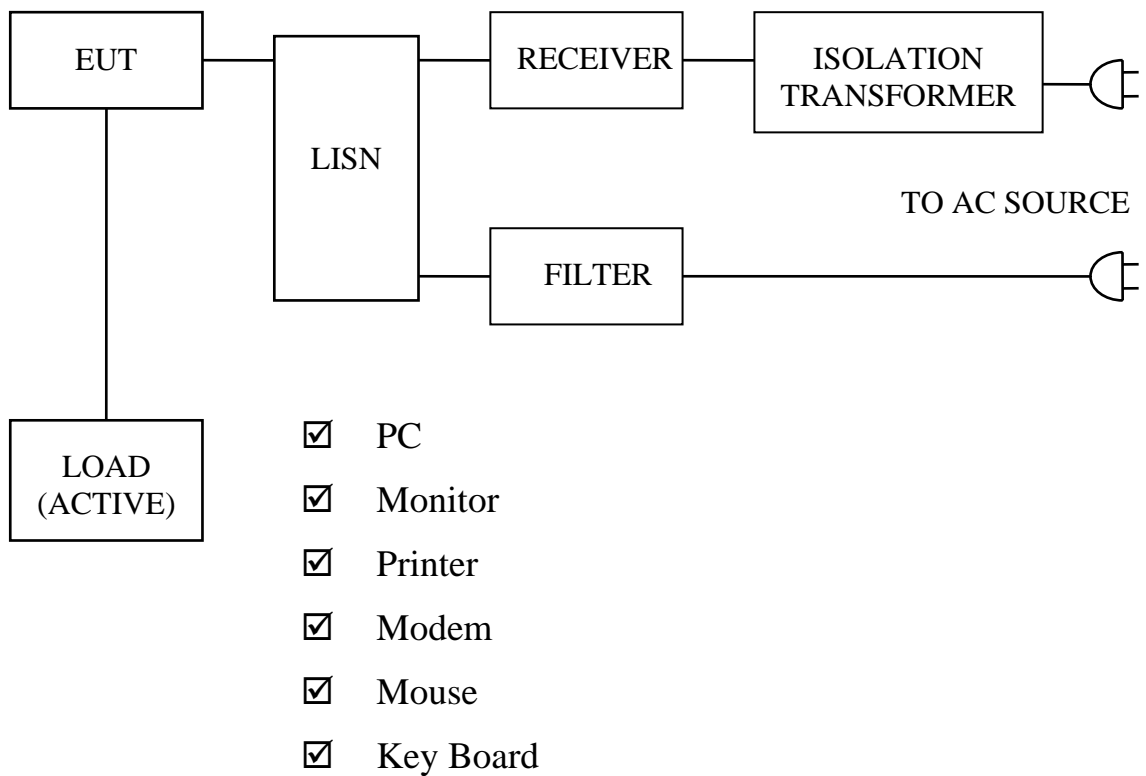 EUT
LISN
RECEIVER
ISOLATION
TRANSFORMER
TO AC SOURCE
FILTER
LOAD
(ACTIVE)
☑ PC
☑ Monitor
☑ Printer
☑ Modem
☑ Mouse
☑ Key Board